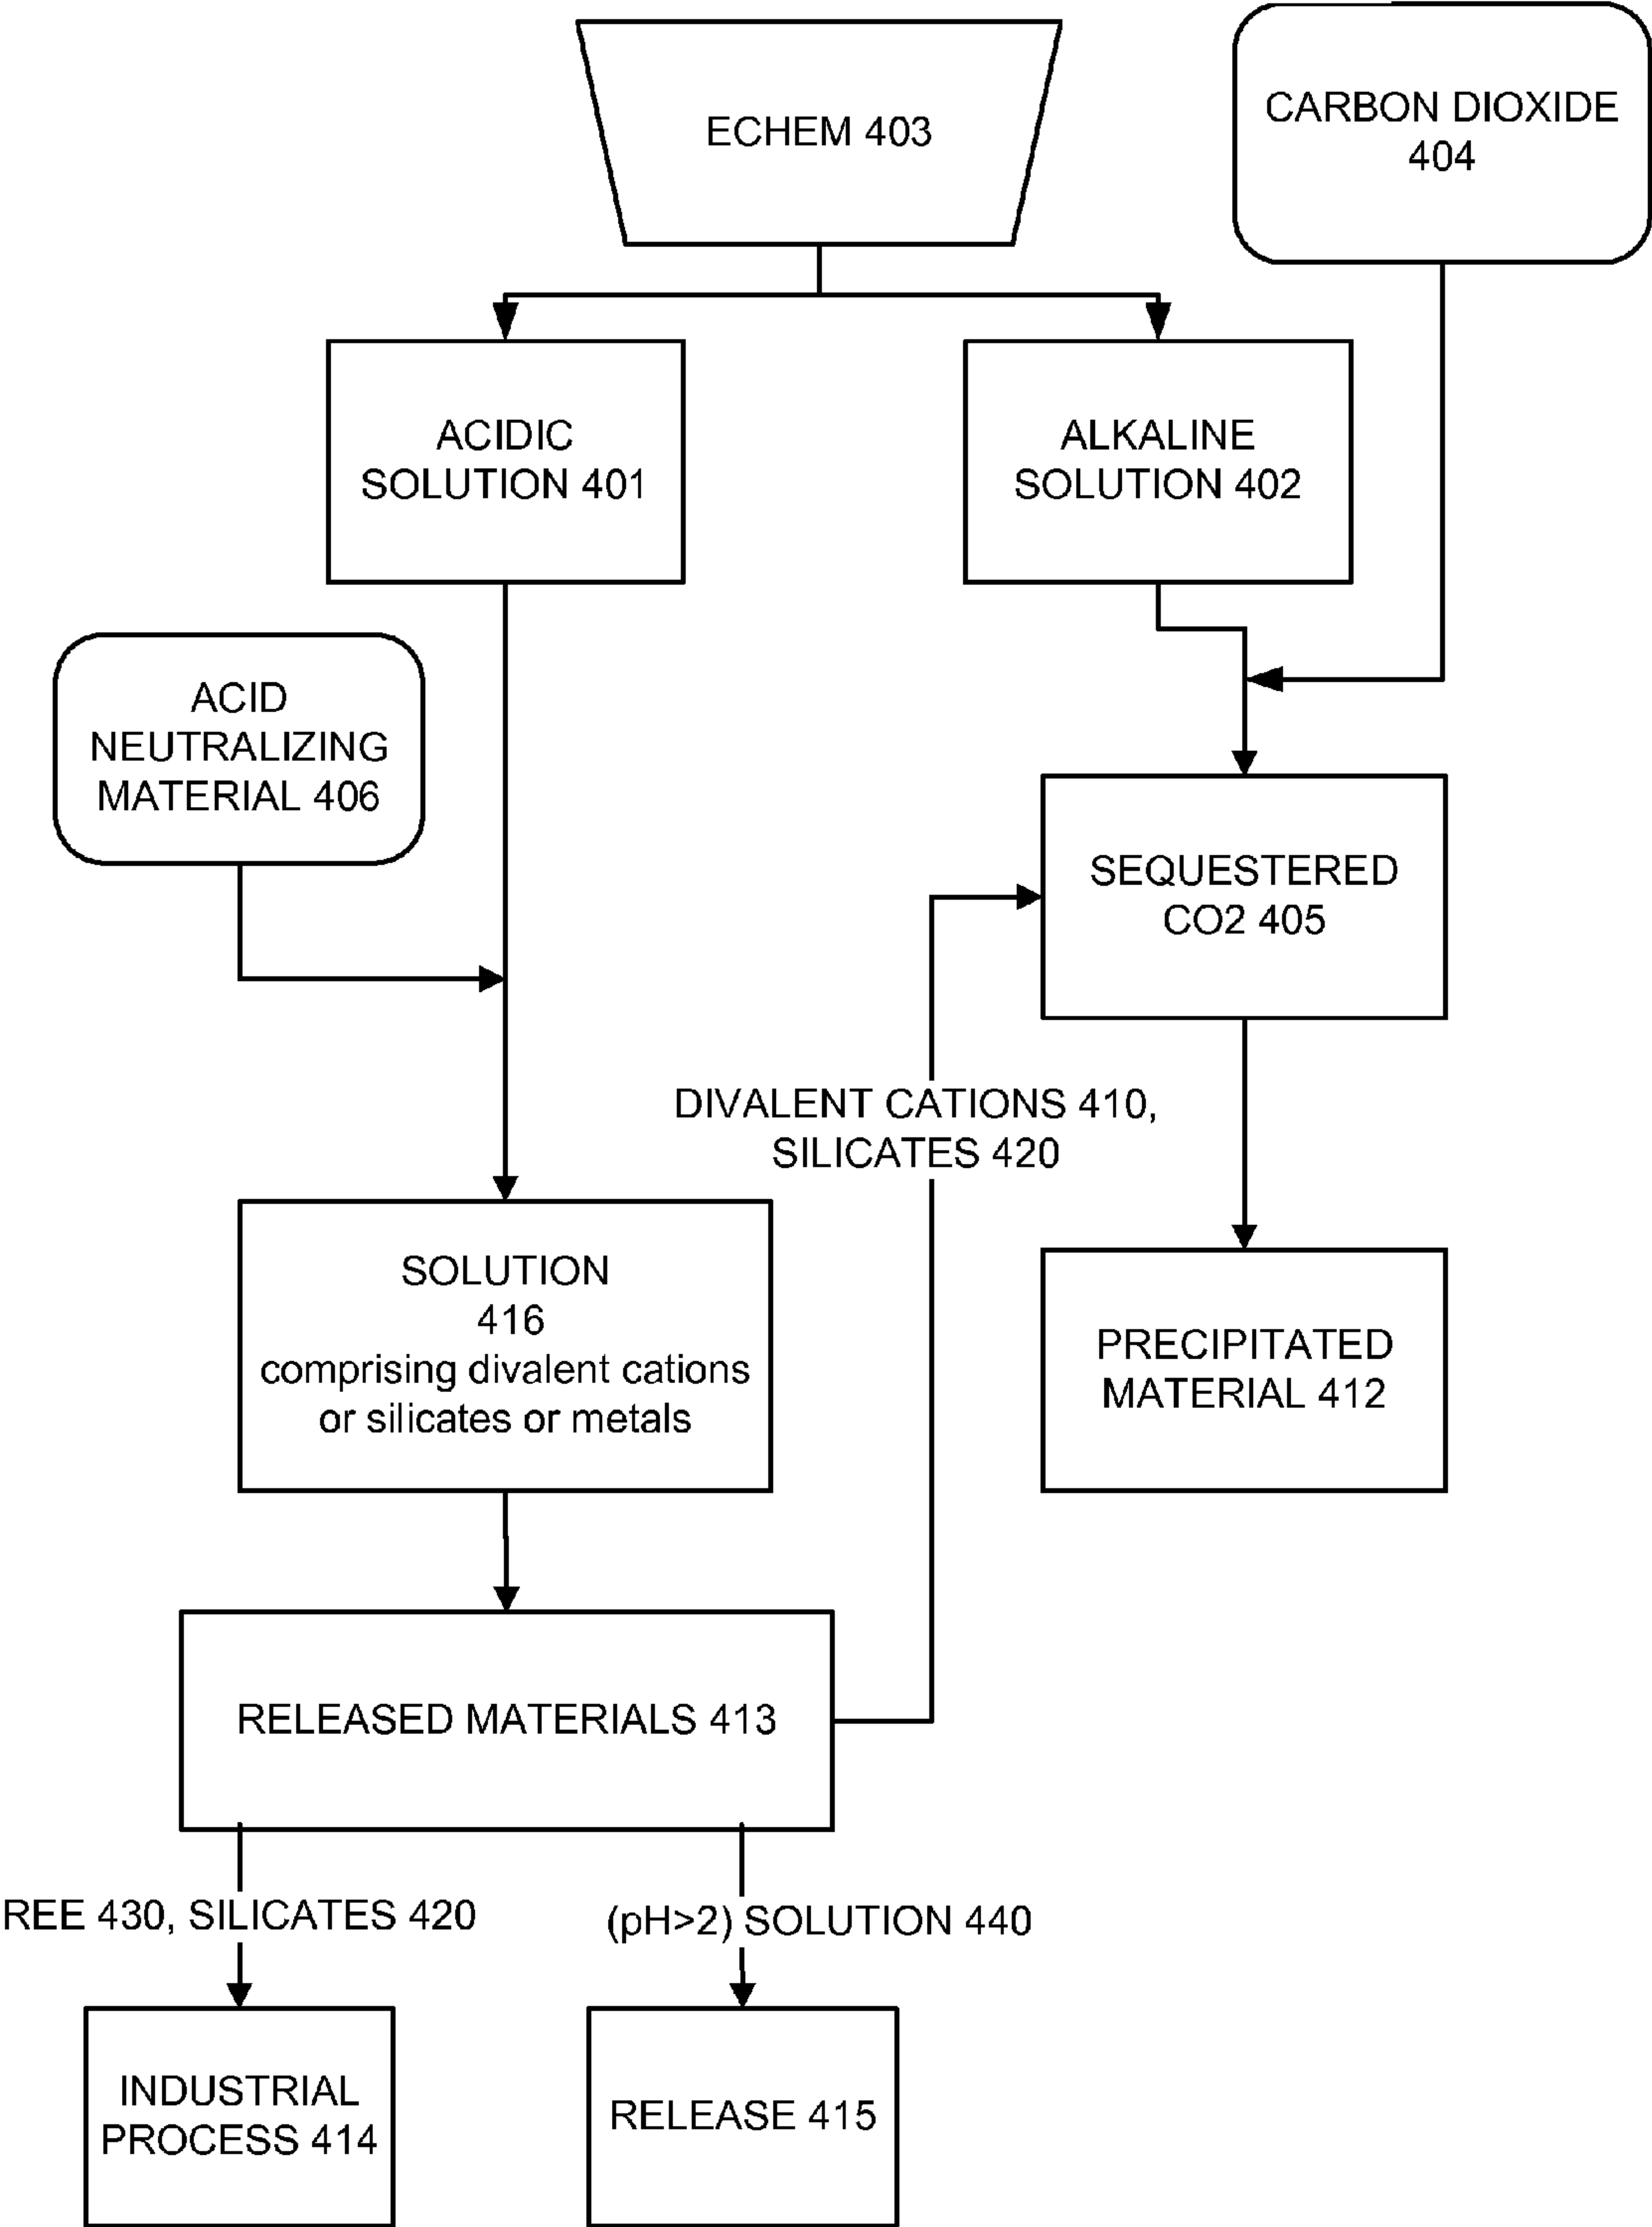 ECHEM 403
CARBON DIOXIDE
404
ACIDIC
SOLUTION 401
ALKALINE
SOLUTION 402
ACID
NEUTRALIZING
MATERIAL 406
SEQUESTERED
CO2 405
DIVALENT CATIONS 410,
SILICATES 420
SOLUTION
416
comprising divalent cations
or silicates or metals
PRECIPITATED
MATERIAL 412
RELEASED MATERIALS 413
REE 430, SILICATES 420
(pH>2) SOLUTION 440
INDUSTRIAL
PROCESS 414
RELEASE 415